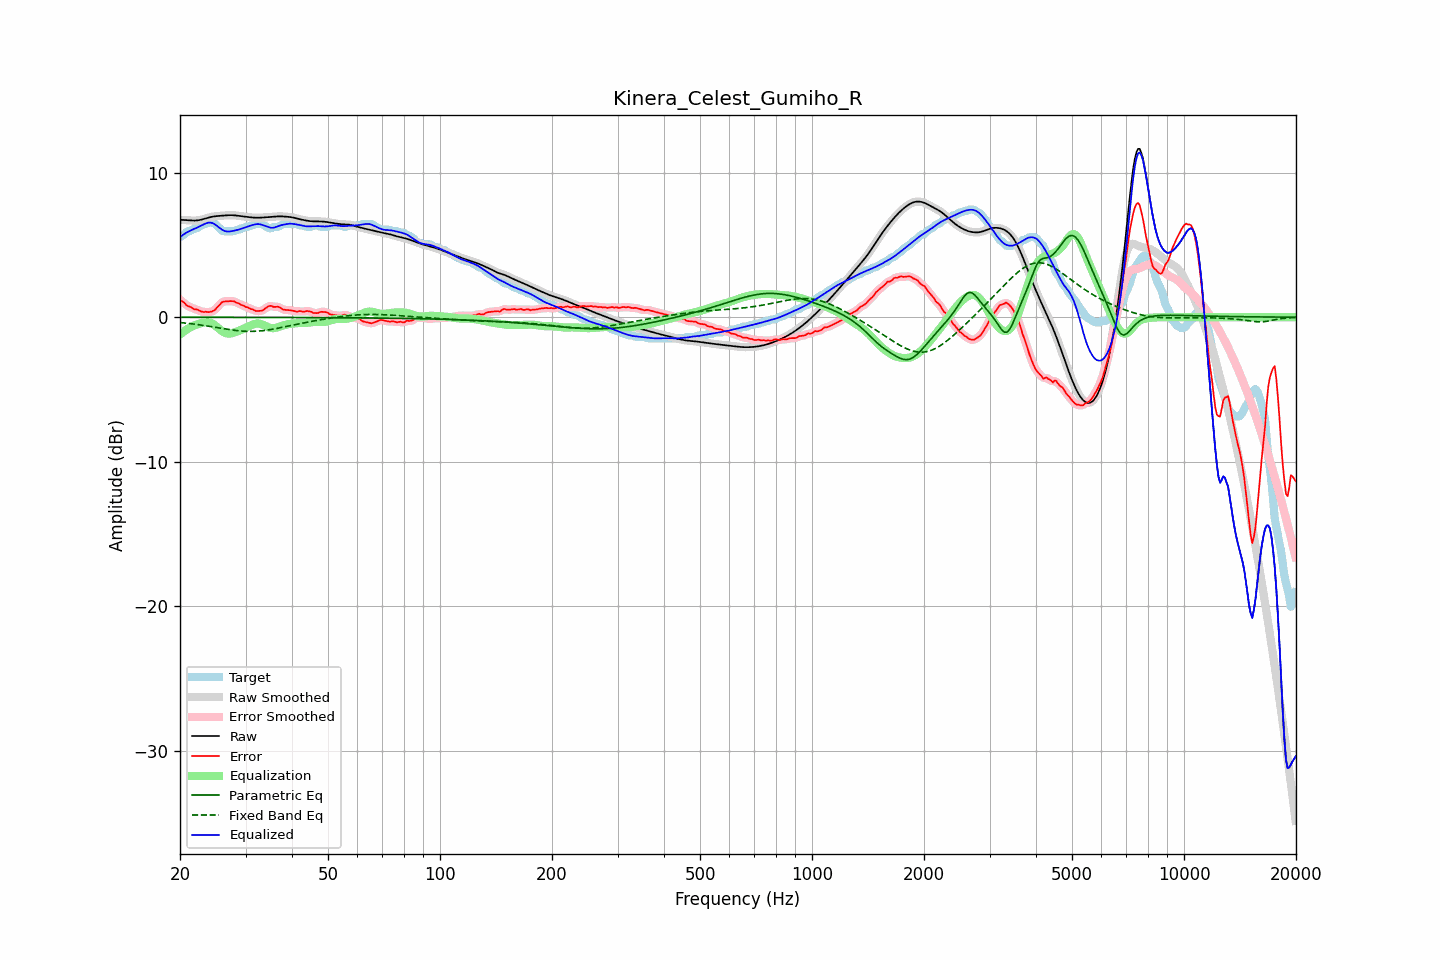 Kinera_Celest_Gumiho_R
10
0
−10
−20
−30
Amplitude (dBr)
Target
Raw Smoothed
Error Smoothed
Raw
Error
Equalization
Parametric Eq
Fixed Band Eq
Equalized
20 50 100 200 500 1000 2000 5000 10000 20000
Frequency (Hz)